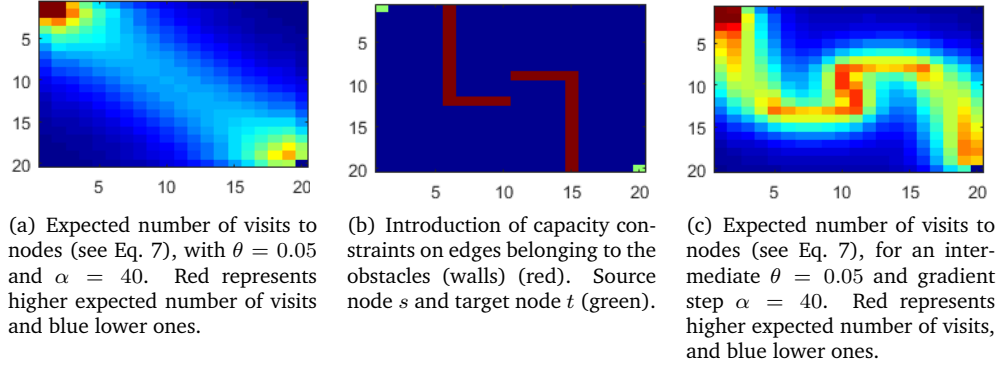 5
10
15
20
5
10
15
20
5
10
15
20
5
10
15
20
5
10
15
20
5
10
15
20
(a) Expected number of visits to
nodes (see Eq. 7), with θ = 0.05
and α = 40. Red represents
higher expected number of visits
and blue lower ones.
(b) Introduction of capacity con-
straints on edges belonging to the
obstacles (walls) (red). Source
node s and target node t (green).
(c) Expected number of visits to
nodes (see Eq. 7), for an inter-
mediate θ = 0.05 and gradient
step α = 40. Red represents
higher expected number of visits,
and blue lower ones.